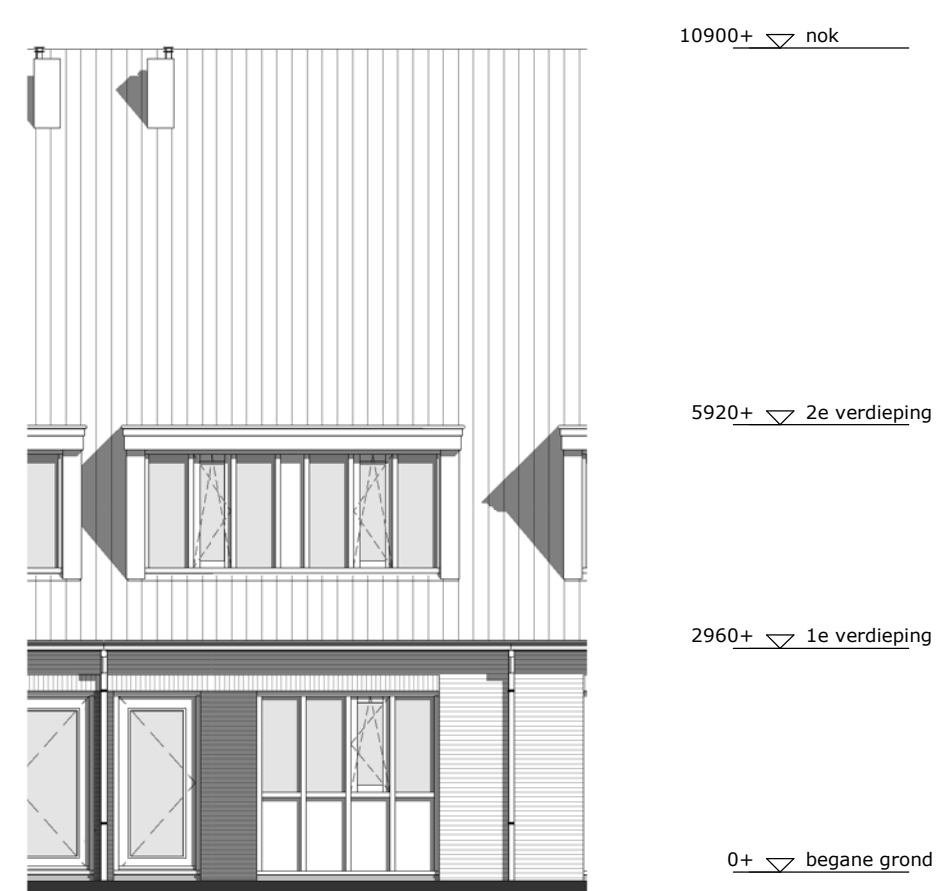 10900+ nok
5920+ 2e verdieping
2960+ 1e verdieping
0+ begane grond